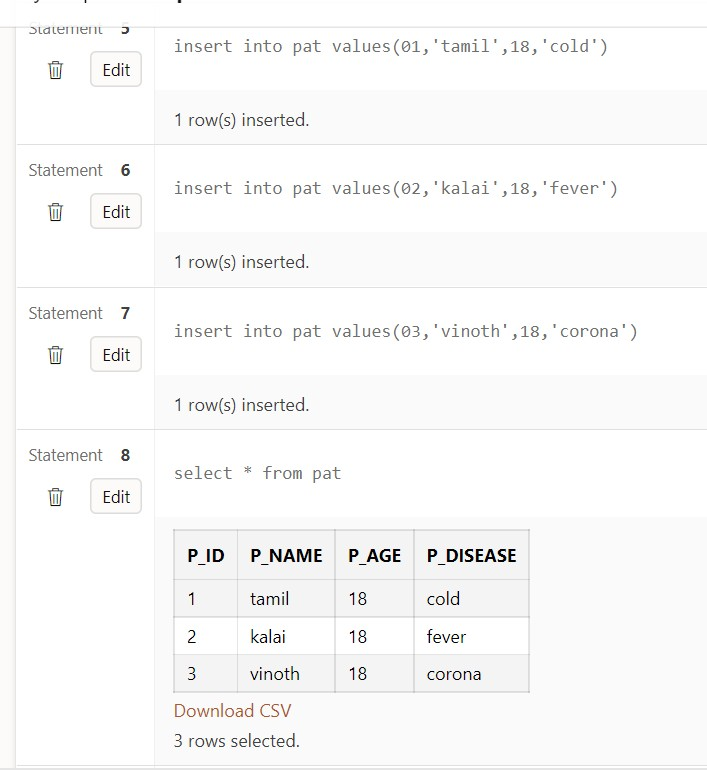 Statement 5
insert into pat values(01,'tamil',18,'cold')
Edit
1 row(s) inserted.
Statement 6
insert into pat values(02,'kalai',18,'fever')
Edit
1 row(s) inserted.
Statement 7
insert into pat values(03,'vinoth',18,'corona')
Edit
1 row(s) inserted.
Statement 8
select * from pat
Edit
P_ID P_NAME P_AGE P_DISEASE
1 tamil 18 cold
2 kalai 18 fever
3 vinoth 18 corona
Download CSV
3 rows selected.